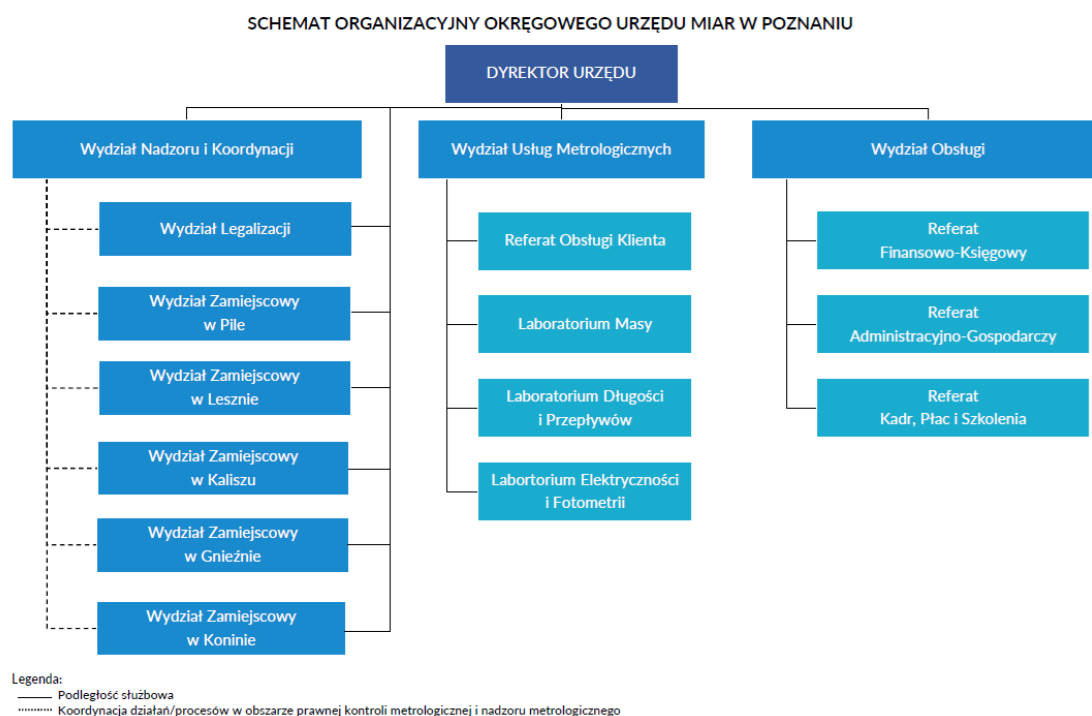 SCHEMAT ORGANIZACYJNY OKRĘGOWEGO URZĘDU MIAR W POZNANIU
DYREKTOR URZĘDU
Wydział Nadzoru i Koordynacji
Wydział Legalizacji
Wydział Zamiejscowy
w Pile
Wydział Zamiejscowy
w Lesznie
Wydział Zamiejscowy
w Kaliszu
Wydział Zamiejscowy
w Gnieźnie
Wydział Zamiejscowy
w Koninie
Wydział Usług Metrologicznych
Referat Obsługi Klienta
Laboratorium Masy
Laboratorium Długości
i Przepływów
Labortorium Elektryczności
i Fotometrii
Wydział Obsługi
Referat
Finansowo-Księgowy
Referat
Administracyjno-Gospodarczy
Referat
Kadr, Płac i Szkolenia
Legenda:
Podległość służbowa
Koordynacja działań/procesów w obszarze prawnej kontroli metrologicznej i nadzoru metrologicznego